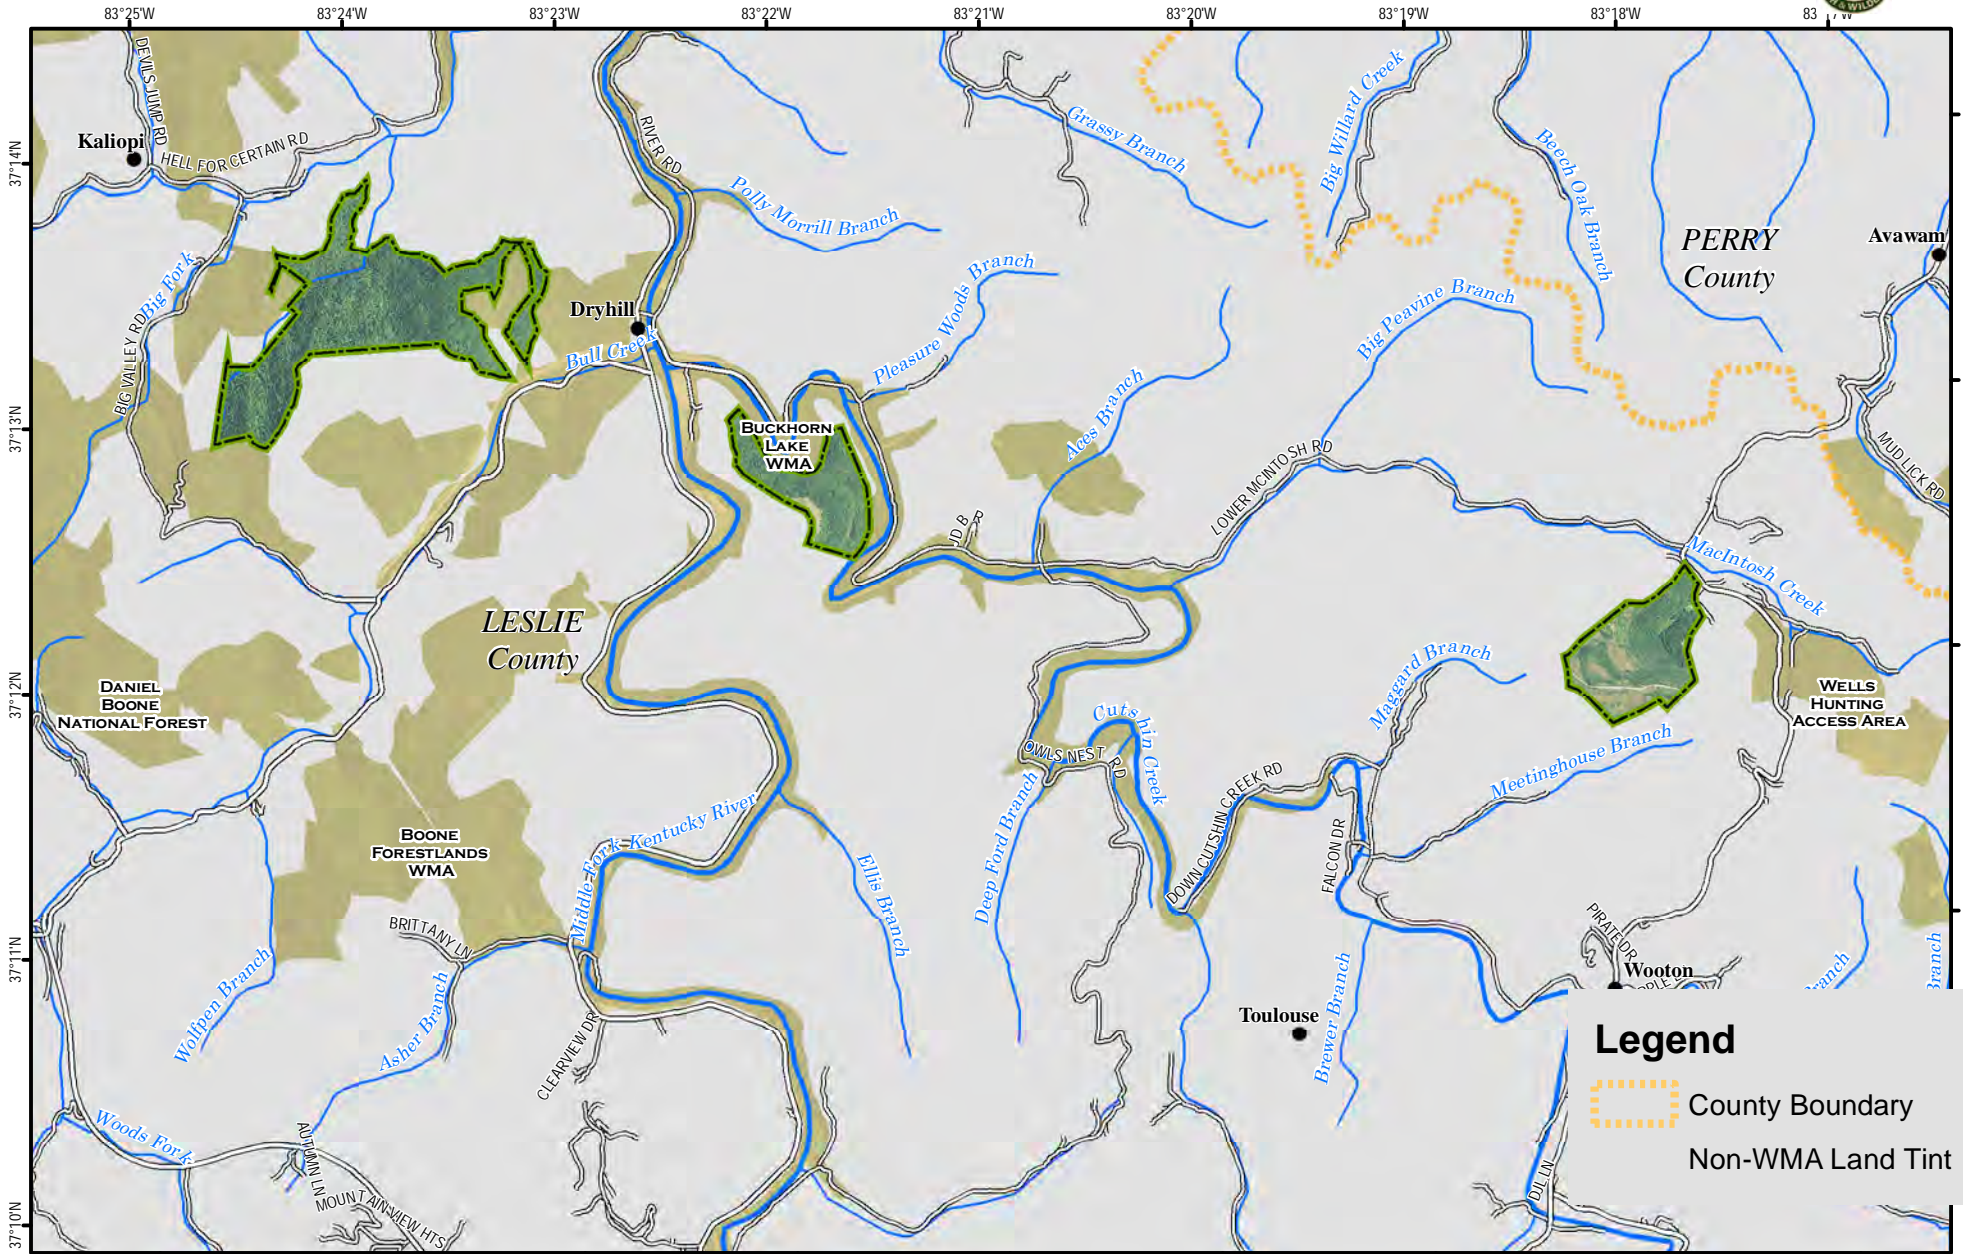 83°25'W
83°24'W
83°23'W
83°22'W
83°21'W
83°20'W
83°19'W
83°18'W
37°14'N
37°13'N
37°12'N
37°11'N
37°10'N
DEVILS JUMP RD
Kaliopi
HELL FOR CERTAIN RD
RIVER RD
Grassy Branch
Big Willard Creek
Beech Oak Branch
Polly Morrill Branch
PERRY
County
Avawam
Big Fork
Pleasure Woods Branch
Big Peavine Branch
Dryhill
Bull Creek
BIG VALLEY RD
Aces Branch
BUCKHORN
LAKE
WMA
LOWER MCINTOSH RD
MUD LICK RD
JD B R
MacIntosh Creek
LESLIE
County
Maggard Branch
DANIEL
BOONE
NATIONAL FOREST
WELLS
HUNTING
ACCESS AREA
Cutshin Creek
OWLS NEST RD
Meetinghouse Branch
DOWN CUTSHIN CREEK RD
Deep Ford Branch
BOONE
FORESTLANDS
WMA
Middle Fork Kentucky River
Ellis Branch
FALCON DR
BRITTANY LN
PIRATE DR
Wooton
OPLE
Wolfpen Branch
Asher Branch
Brewer Branch
ranch
Branch
Toulouse
CLEARVIEW DR
Woods Fork
AUTUMN LN
MOUNTAIN VIEW HTS
DJ LN
Legend
County Boundary
Non-WMA Land Tint